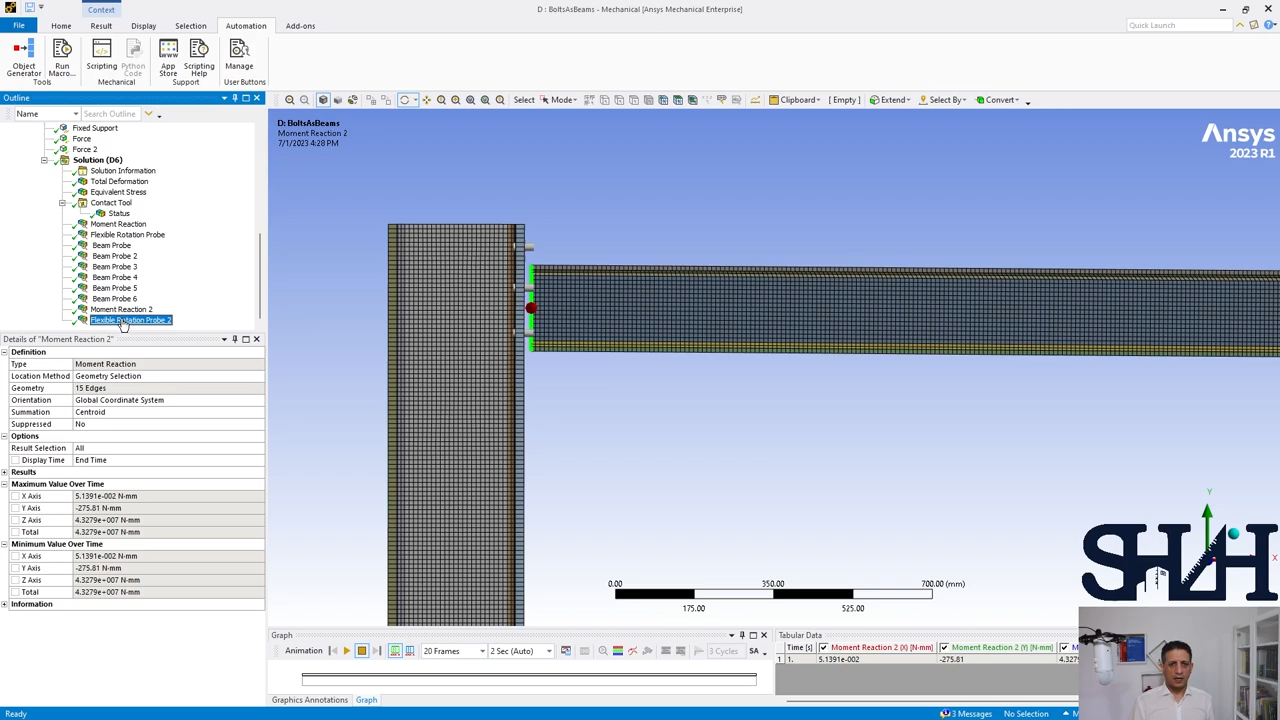 D : BoltsAsBeams - Mechanical [Ansys Mechanical Enterprise]
Context
File
Home
Result
Display
Selection
Automation
Add-ons
Quick Launch
Object Generator
Run Macro...
Scripting
Python Code
App Store
Scripting Help
Manage
Tools
Mechanical
Support
User Buttons
Outline
Name
Search Outline
Select
Mode
Clipboard
[ Empty ]
Extend
Select By
Convert
Fixed Support
Force
Force 2
Solution (D6)
Solution Information
Total Deformation
Equivalent Stress
Contact Tool
Status
Moment Reaction
Flexible Rotation Probe
Beam Probe
Beam Probe 2
Beam Probe 3
Beam Probe 4
Beam Probe 5
Beam Probe 6
Moment Reaction 2
Flexible Rotation Probe 2
D: BoltsAsBeams
Moment Reaction 2
7/1/2023 4:28 PM
Ansys
2023 R1
Details of "Moment Reaction 2"
Definition
Type Moment Reaction
Location Method Geometry Selection
Geometry 15 Edges
Orientation Global Coordinate System
Summation Centroid
Suppressed No
Options
Result Selection All
Display Time End Time
Results
Maximum Value Over Time
X Axis 5.1391e-002 N-mm
Y Axis -275.81 N-mm
Z Axis 4.3279e+007 N-mm
Total 4.3279e+007 N-mm
Minimum Value Over Time
X Axis 5.1391e-002 N-mm
Y Axis -275.81 N-mm
Z Axis 4.3279e+007 N-mm
Total 4.3279e+007 N-mm
Information
Y
X
SHH
0.00 350.00 700.00 (mm)
175.00 525.00
Graph
Animation
20 Frames
2 Sec (Auto)
3 Cycles
SA
Graphics Annotations
Graph
Tabular Data
Time [s] Moment Reaction 2 (X) [N-mm] Moment Reaction 2 (Y) [N-mm] M
1 1. 5.1391e-002 -275.81 4.327
Ready
3 Messages
No Selection